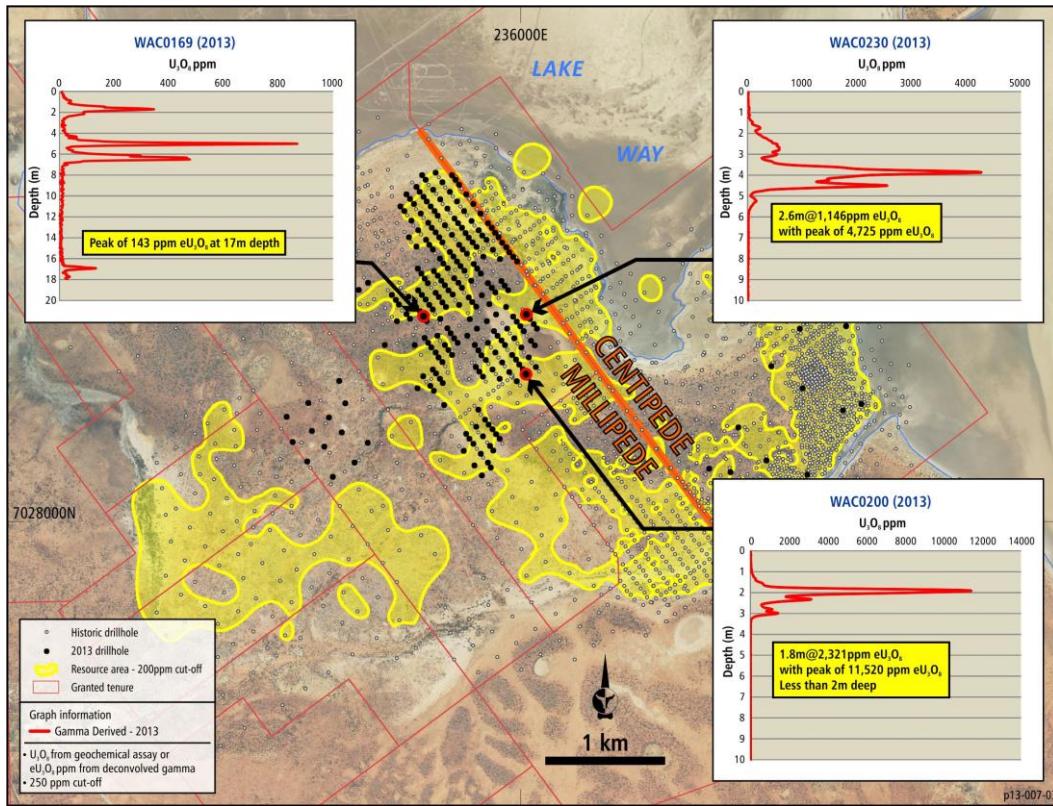 WAC0169 (2013)
U₃O₈ ppm
0 200 400 600 800 1000
Depth (m)
0
2
4
6
8
10
12
14
16
18
20
Peak of 143 ppm eU₃O₈ at 17m depth
236000E
LAKE
WAY
WAC0230 (2013)
U₃O₈ ppm
0 1000 2000 3000 4000 5000
Depth (m)
0
1
2
3
4
5
6
7
8
9
10
2.6m@1,146ppm eU₃O₈
with peak of 4,725 ppm eU₃O₈
CENTIPEDE
MILLIPEDE
7028000N
WAC0200 (2013)
U₃O₈ ppm
0 2000 4000 6000 8000 10000 12000 14000
Depth (m)
0
1
2
3
4
5
6
7
8
9
10
1.8m@2,321ppm eU₃O₈
with peak of 11,520 ppm eU₃O₈
Less than 2m deep
Historic drillhole
2013 drillhole
Resource area - 200ppm cut-off
Granted tenure
Graph information
Gamma Derived - 2013
• U₃O₈ from geochemical assay or
eU₃O₈ ppm from deconvolved gamma
• 250 ppm cut-off
1 km